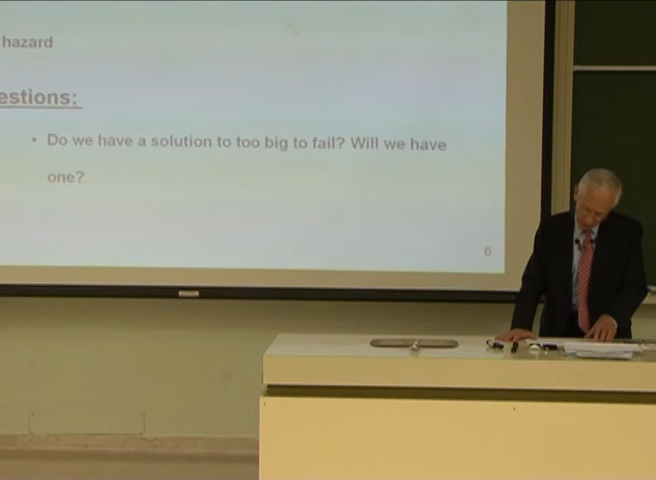 hazard
estions:
• Do we have a solution to too big to fail? Will we have
one?
6